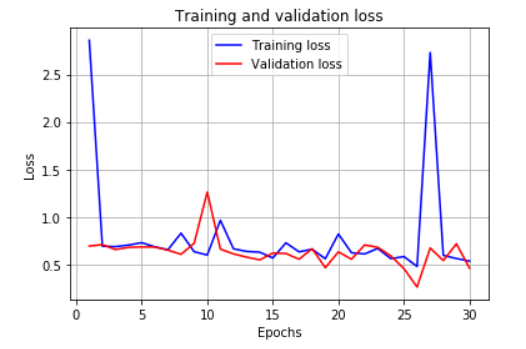 Training and validation loss
Training loss
Validation loss
Loss
2.5
2.0
1.5
1.0
0.5
0 5 10 15 20 25 30
Epochs